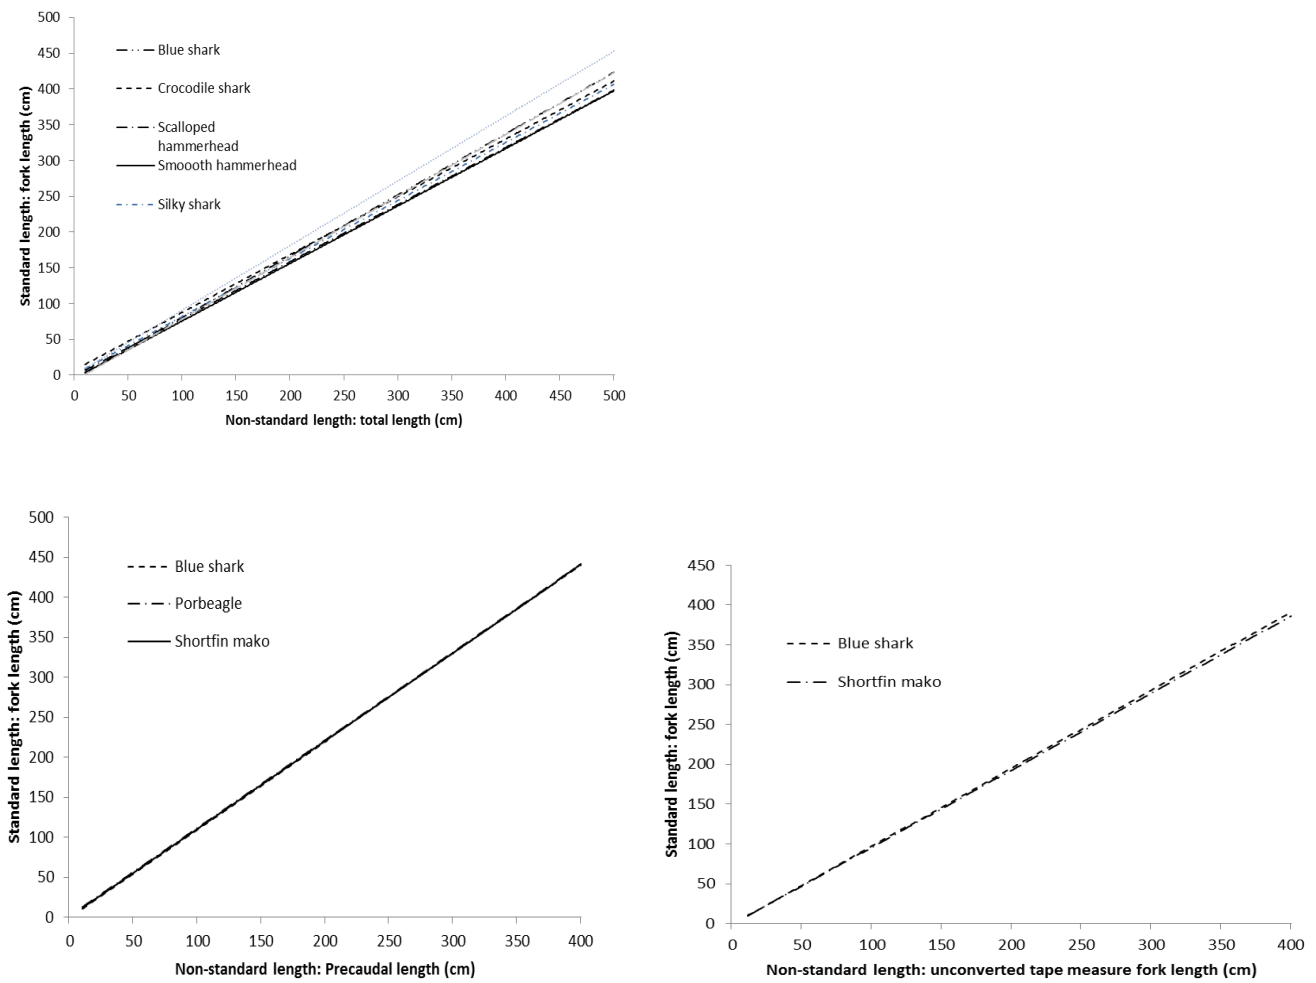 500
450
400
350
300
250
200
150
100
50
0
Standard length: fork length (cm)
Blue shark
Crocodile shark
Scalloped
hammerhead
Smoooth hammerhead
Silky shark
0 50 100 150 200 250 300 350 400 450 500
Non-standard length: total length (cm)
500
450
400
350
300
250
200
150
100
50
0
Standard length: fork length (cm)
Blue shark
Porbeagle
Shortfin mako
0 50 100 150 200 250 300 350 400
Non-standard length: Precaudal length (cm)
450
400
350
300
250
200
150
100
50
0
Standard length: fork length (cm)
Blue shark
Shortfin mako
0 50 100 150 200 250 300 350 400
Non-standard length: unconverted tape measure fork length (cm)